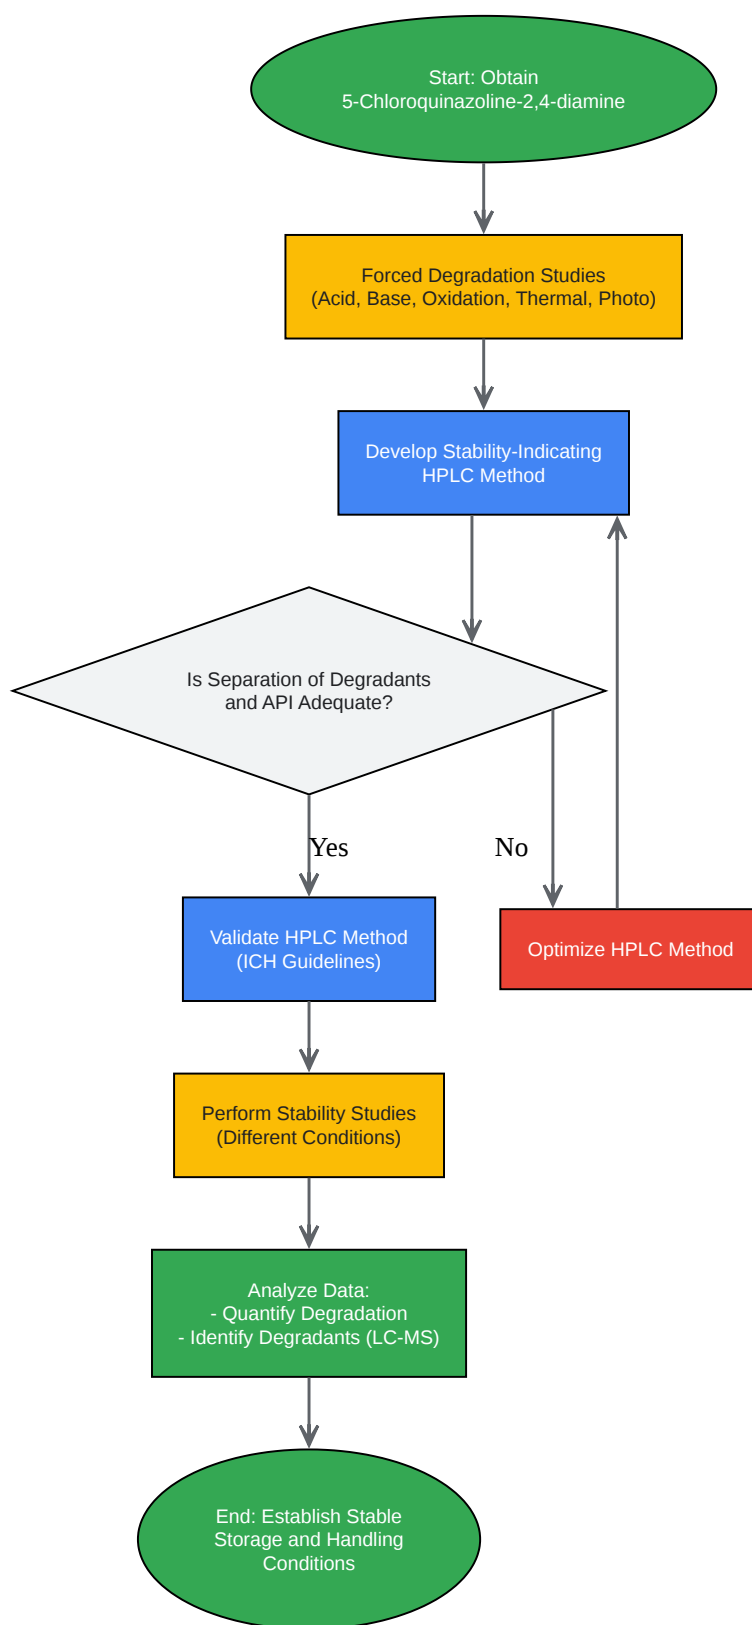 Start: Obtain
5-Chloroquinazoline-2,4-diamine
Forced Degradation Studies
(Acid, Base, Oxidation, Thermal, Photo)
Develop Stability-Indicating
HPLC Method
Is Separation of Degradants
and API Adequate?
Yes
No
Validate HPLC Method
(ICH Guidelines)
Optimize HPLC Method
Perform Stability Studies
(Different Conditions)
Analyze Data:
- Quantify Degradation
- Identify Degradants (LC-MS)
End: Establish Stable
Storage and Handling
Conditions